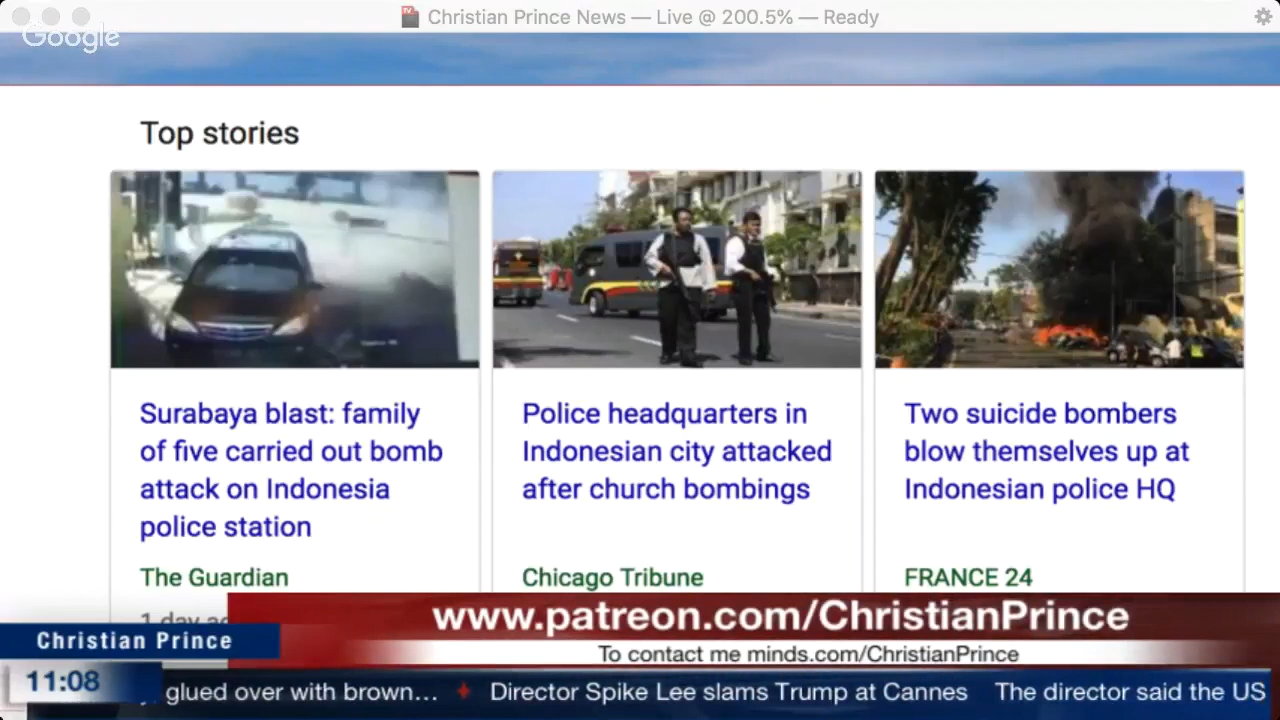 Christian Prince News — Live @ 200.5% — Ready
Google
Top stories
Surabaya blast: family
of five carried out bomb
attack on Indonesia
police station
The Guardian
Police headquarters in
Indonesian city attacked
after church bombings
Chicago Tribune
Two suicide bombers
blow themselves up at
Indonesian police HQ
FRANCE 24
1 day
www.patreon.com/ChristianPrince
Christian Prince
To contact me minds.com/ChristianPrince
11:08
glued over with brown... Director Spike Lee slams Trump at Cannes The director said the US